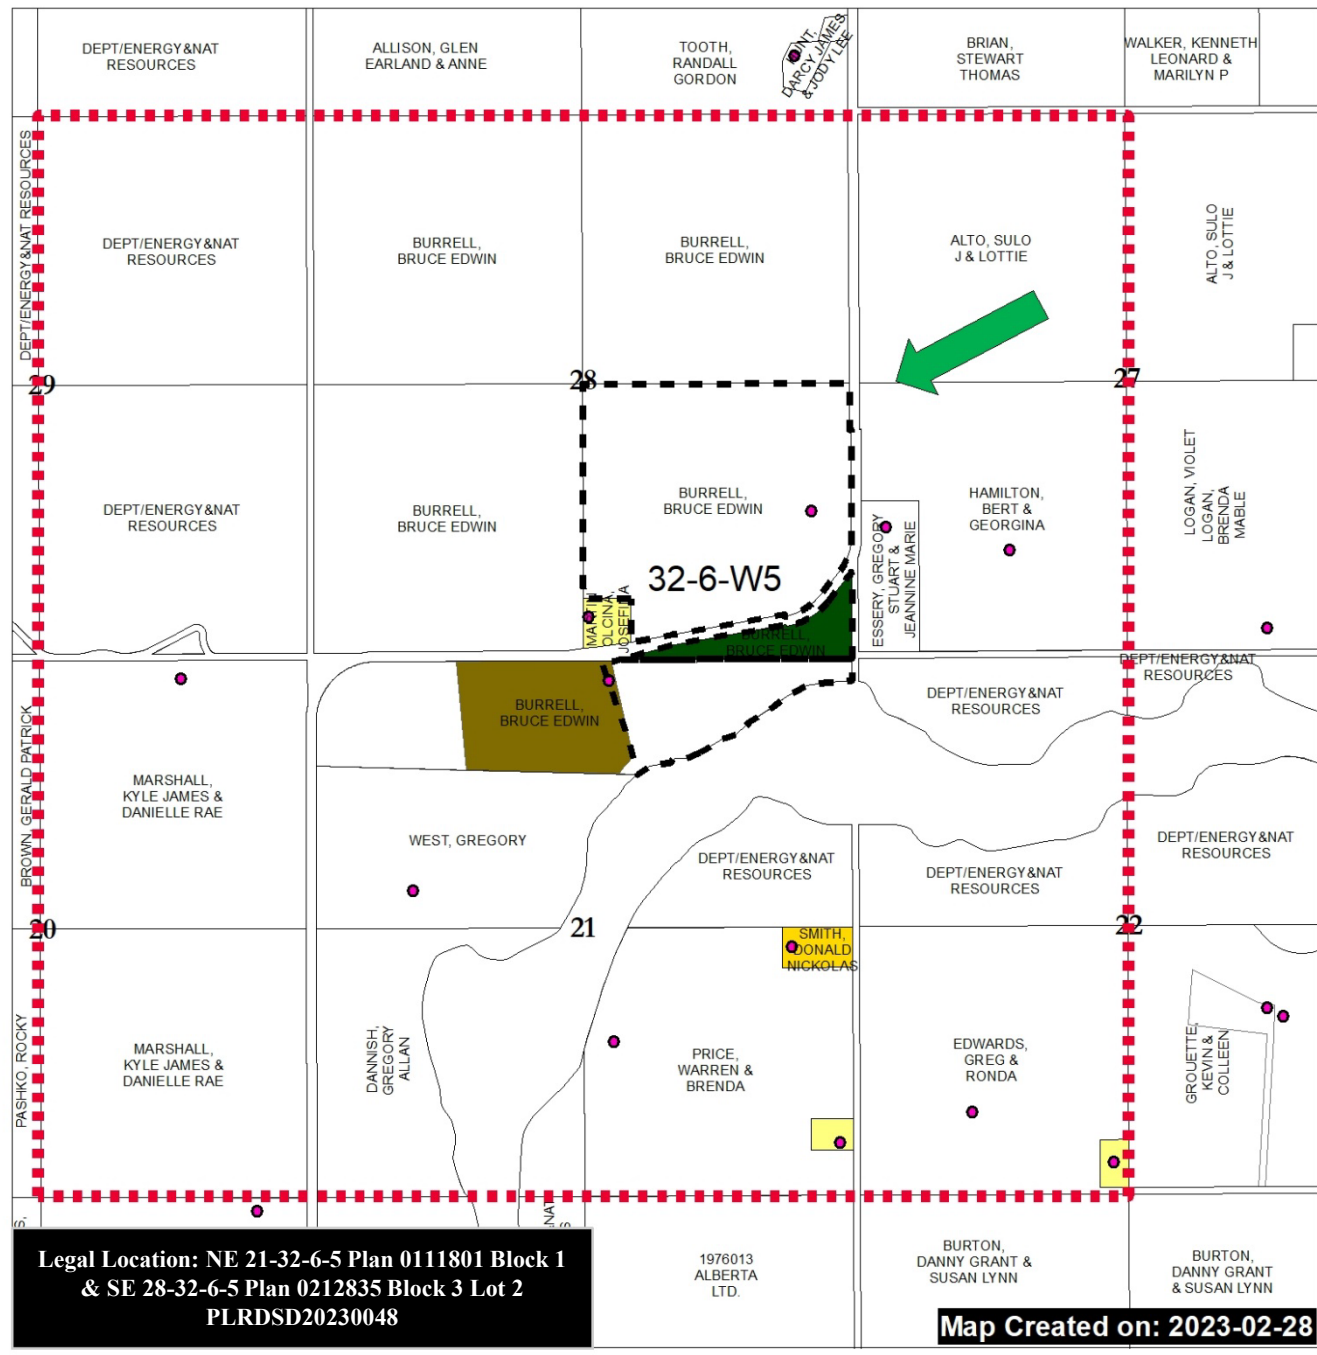 DEPT/ENERGY&NAT
RESOURCES
ALLISON, GLEN
EARLAND & ANNE
TOOTH,
RANDALL
GORDON
HUNT,
DARCY JAMES
& JODY LEE
BRIAN,
STEWART
THOMAS
WALKER, KENNETH
LEONARD &
MARILYN P
DEPT/ENERGY&NAT RESOURCES
DEPT/ENERGY&NAT
RESOURCES
BURRELL,
BRUCE EDWIN
BURRELL,
BRUCE EDWIN
ALTO, SULO
J & LOTTIE
ALTO, SULO
J & LOTTIE
29
28
27
DEPT/ENERGY&NAT
RESOURCES
BURRELL,
BRUCE EDWIN
BURRELL,
BRUCE EDWIN
HAMILTON,
BERT &
GEORGINA
LOGAN, VIOLET
LOGAN,
BRENDA
MABLE
32-6-W5
ESSERY, GREGORY
STUART &
JEANNINE MARIE
OLCINA,
JOSEFINA
BURRELL,
BRUCE EDWIN
DEPT/ENERGY&NAT
RESOURCES
BURRELL,
BRUCE EDWIN
DEPT/ENERGY&NAT
RESOURCES
BROWN, GERALD PATRICK
MARSHALL,
KYLE JAMES &
DANIELLE RAE
WEST, GREGORY
DEPT/ENERGY&NAT
RESOURCES
DEPT/ENERGY&NAT
RESOURCES
DEPT/ENERGY&NAT
RESOURCES
20
21
22
SMITH,
DONALD
NICKOLAS
PASHKO, ROCKY
MARSHALL,
KYLE JAMES &
DANIELLE RAE
DANNISH,
GREGORY
ALLAN
PRICE,
WARREN &
BRENDA
EDWARDS,
GREG &
RONDA
GROUETTE,
KEVIN &
COLLEEN
Legal Location: NE 21-32-6-5 Plan 0111801 Block 1
& SE 28-32-6-5 Plan 0212835 Block 3 Lot 2
PLRDSD20230048
1976013
ALBERTA
LTD.
BURTON,
DANNY GRANT &
SUSAN LYNN
BURTON,
DANNY GRANT
& SUSAN LYNN
Map Created on: 2023-02-28